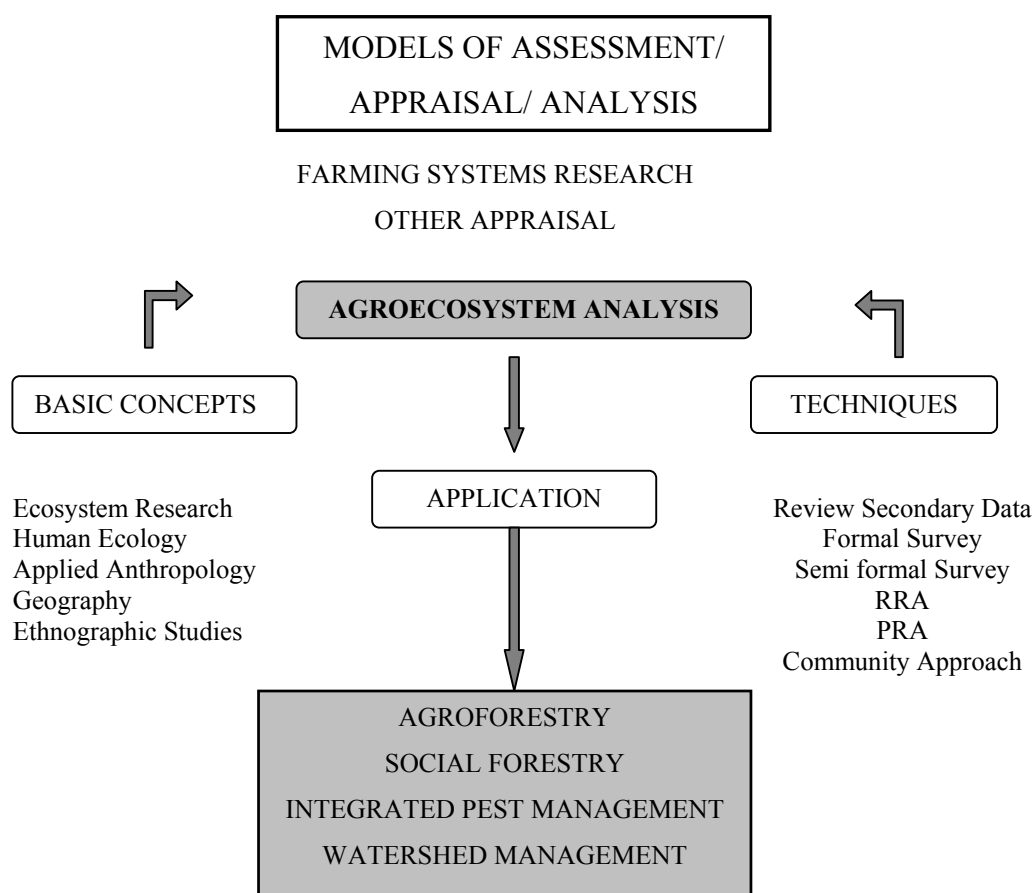 MODELS OF ASSESSMENT/
APPRAISAL/ ANALYSIS
FARMING SYSTEMS RESEARCH
OTHER APPRAISAL
AGROECOSYSTEM ANALYSIS
BASIC CONCEPTS
Ecosystem Research
Human Ecology
Applied Anthropology
Geography
Ethnographic Studies
TECHNIQUES
Review Secondary Data
Formal Survey
Semi formal Survey
RRA
PRA
Community Approach
APPLICATION
AGROFORESTRY
SOCIAL FORESTRY
INTEGRATED PEST MANAGEMENT
WATERSHED MANAGEMENT